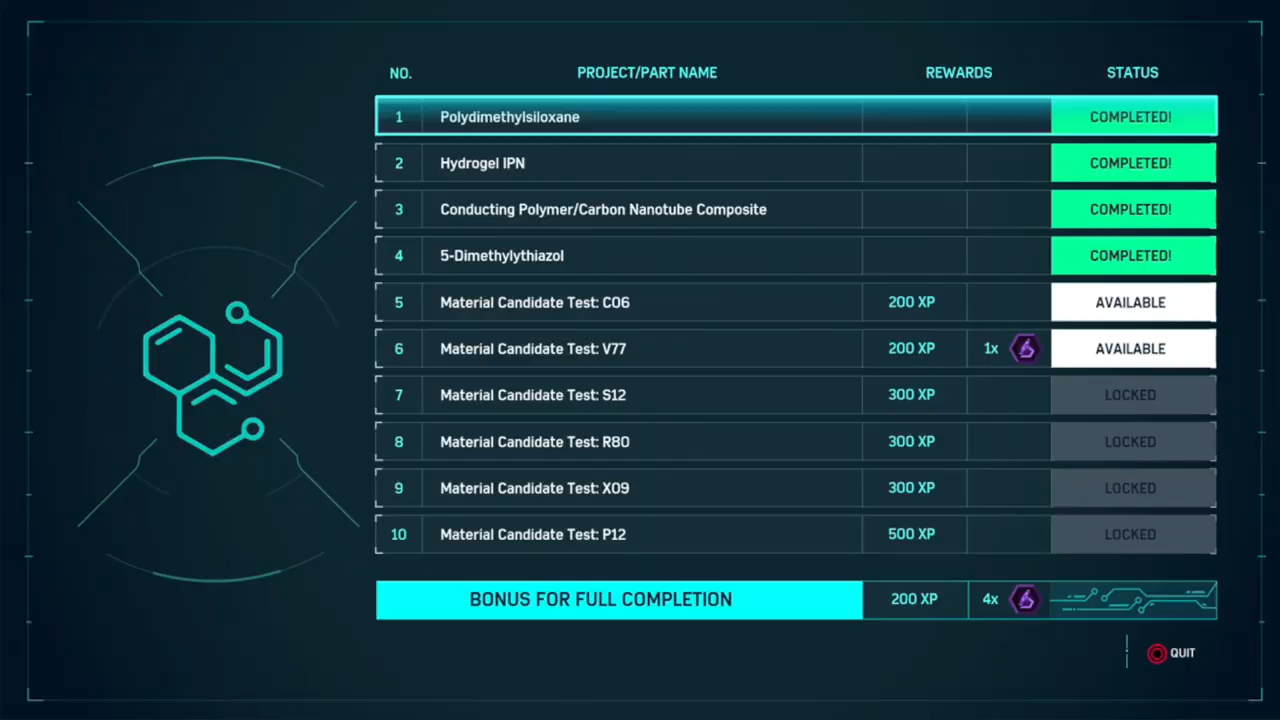 NO. PROJECT/PART NAME REWARDS STATUS
1 Polydimethylsiloxane COMPLETED!
2 Hydrogel IPN COMPLETED!
3 Conducting Polymer/Carbon Nanotube Composite COMPLETED!
4 5-Dimethylythiazol COMPLETED!
5 Material Candidate Test: C06 200 XP AVAILABLE
6 Material Candidate Test: V77 200 XP 1x AVAILABLE
7 Material Candidate Test: S12 300 XP LOCKED
8 Material Candidate Test: R80 300 XP LOCKED
9 Material Candidate Test: X09 300 XP LOCKED
10 Material Candidate Test: P12 500 XP LOCKED
BONUS FOR FULL COMPLETION 200 XP 4x
QUIT